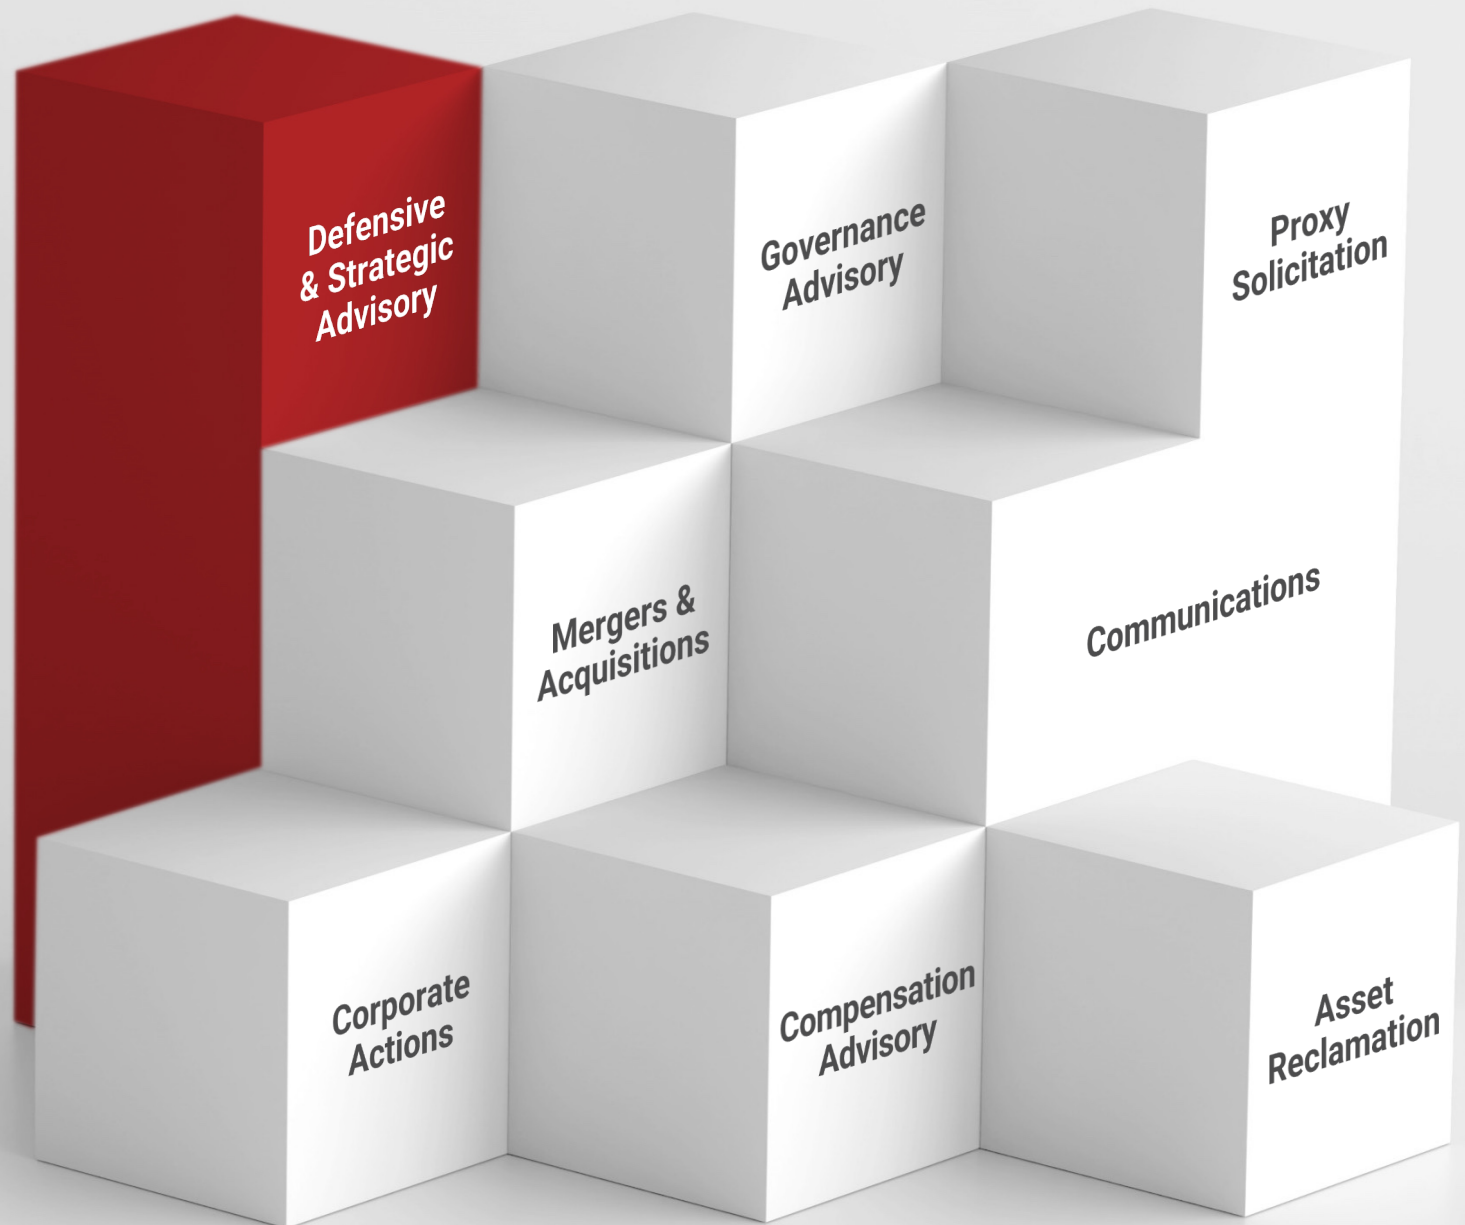 Defensive
& Strategic
Advisory
Governance
Advisory
Proxy
Solicitation
Mergers &
Acquisitions
Communications
Corporate
Actions
Compensation
Advisory
Asset
Reclamation